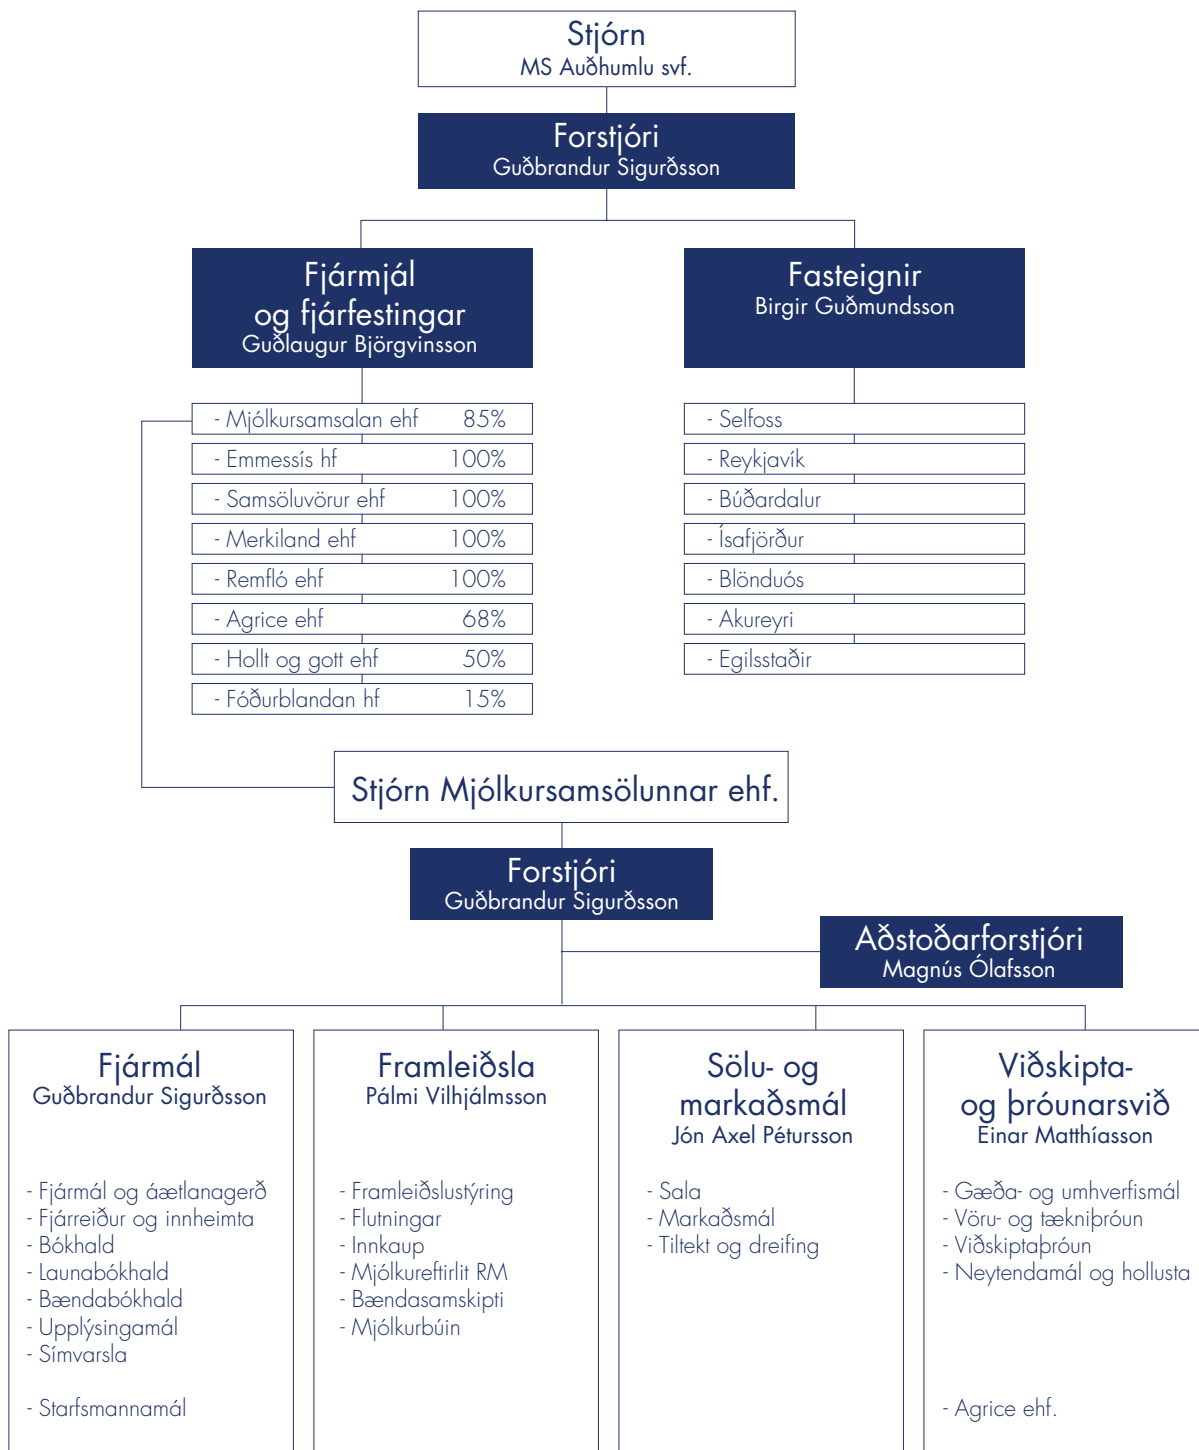 Stjórn
MS Auðhumlu svf.
Forstjóri
Guðbrandur Sigurðsson
Fjármjál
og fjárfestingar
Guðlaugur Björgvinsson
Fasteignir
Birgir Guðmundsson
- Mjólkursamsalan ehf 85%
- Emmessís hf 100%
- Samsöluvörur ehf 100%
- Merkiland ehf 100%
- Remfló ehf 100%
- Agrice ehf 68%
- Hollt og gott ehf 50%
- Fóðurblandan hf 15%
- Selfoss
- Reykjavík
- Búðardalur
- Ísafjörður
- Blönduós
- Akureyri
- Egilsstaðir
Stjórn Mjólkursamsölunnar ehf.
Forstjóri
Guðbrandur Sigurðsson
Aðstoðarforstjóri
Magnús Ólafsson
Fjármál
Guðbrandur Sigurðsson
- Fjármál og áætlanagerð
- Fjárreiður og innheimta
- Bókhald
- Launabókhald
- Bændabókhald
- Upplýsingamál
- Símvarsla
- Starfsmannamál
Framleiðsla
Pálmi Vilhjálmsson
- Framleiðslustýring
- Flutningar
- Innkaup
- Mjólkureftirlit RM
- Bændasamskipti
- Mjólkurbúin
Sölu- og
markaðsmál
Jón Axel Pétursson
- Sala
- Markaðsmál
- Tiltekt og dreifing
Viðskipta-
og þróunarsvið
Einar Matthíasson
- Gæða- og umhverfismál
- Vöru- og tækniþróun
- Viðskiptaþróun
- Neytendamál og hollusta
- Agrice ehf.